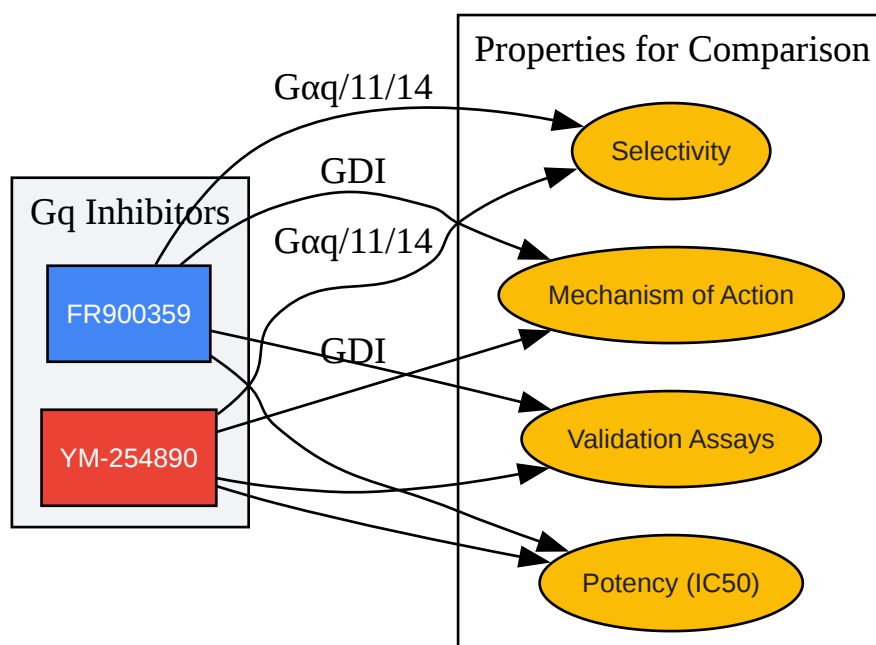 Properties for Comparison
Gαq/11/14
Selectivity
GDI
Gq Inhibitors
Gαq/11/14
Mechanism of Action
FR900359
GDI
Validation Assays
YM-254890
Potency (IC50)